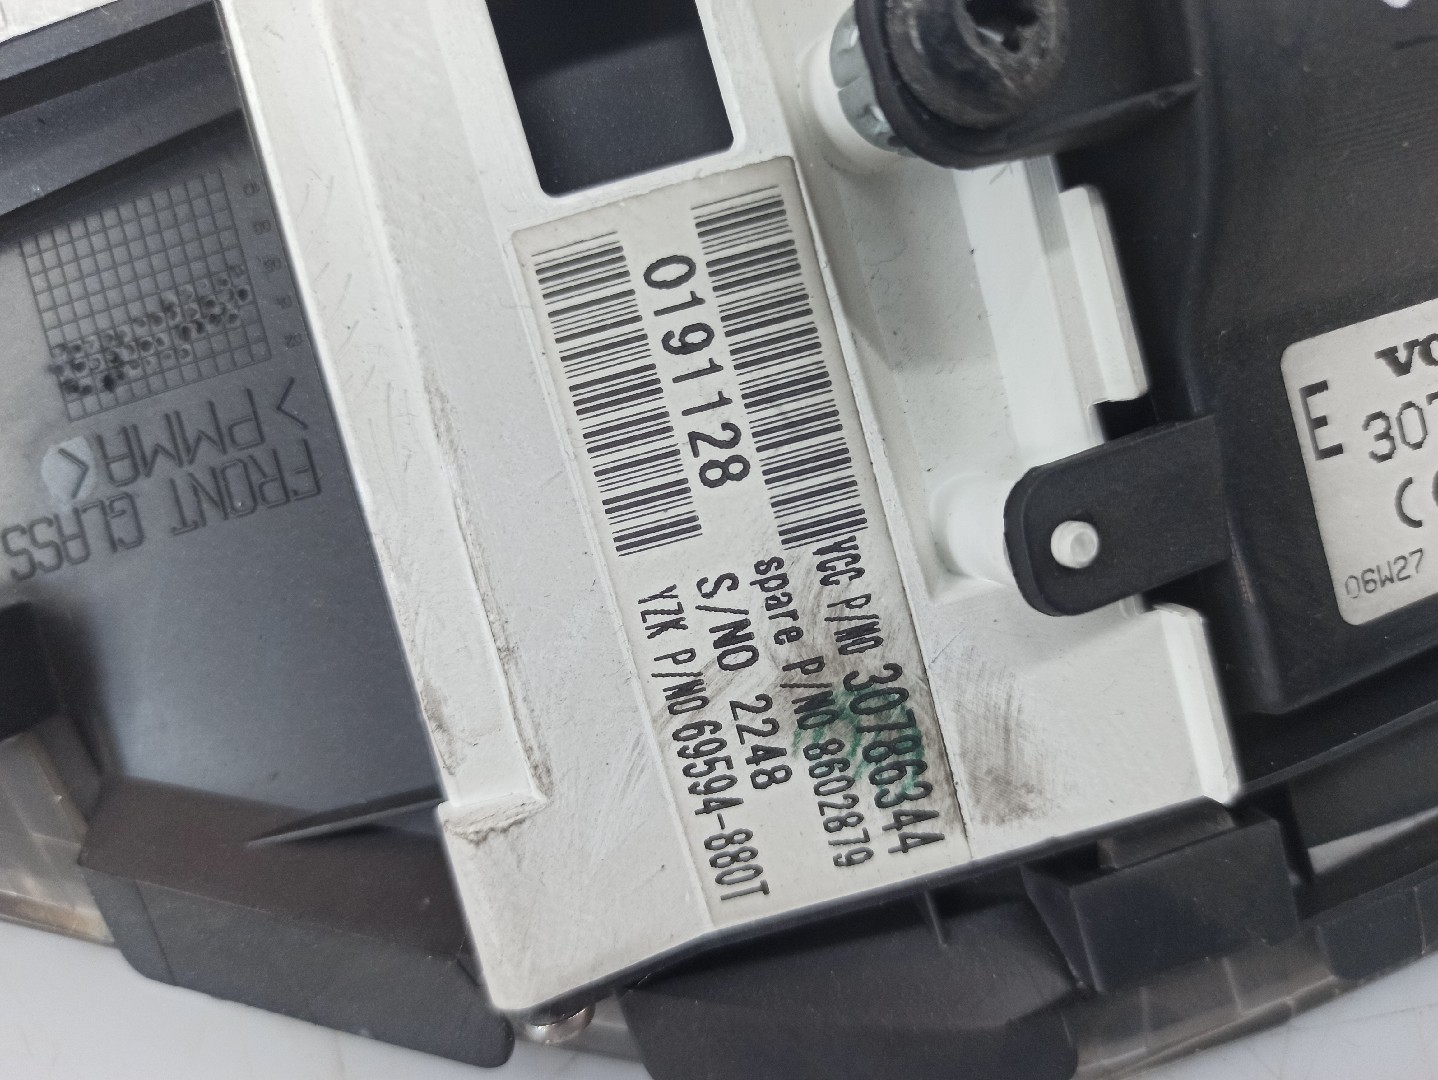 0191128
VCC P/NO 30786344
spare P/NO 8602879
S/NO 2248
YZK P/NO 69594-880T
FRONT GLASS
>PMMA<
E
06W27